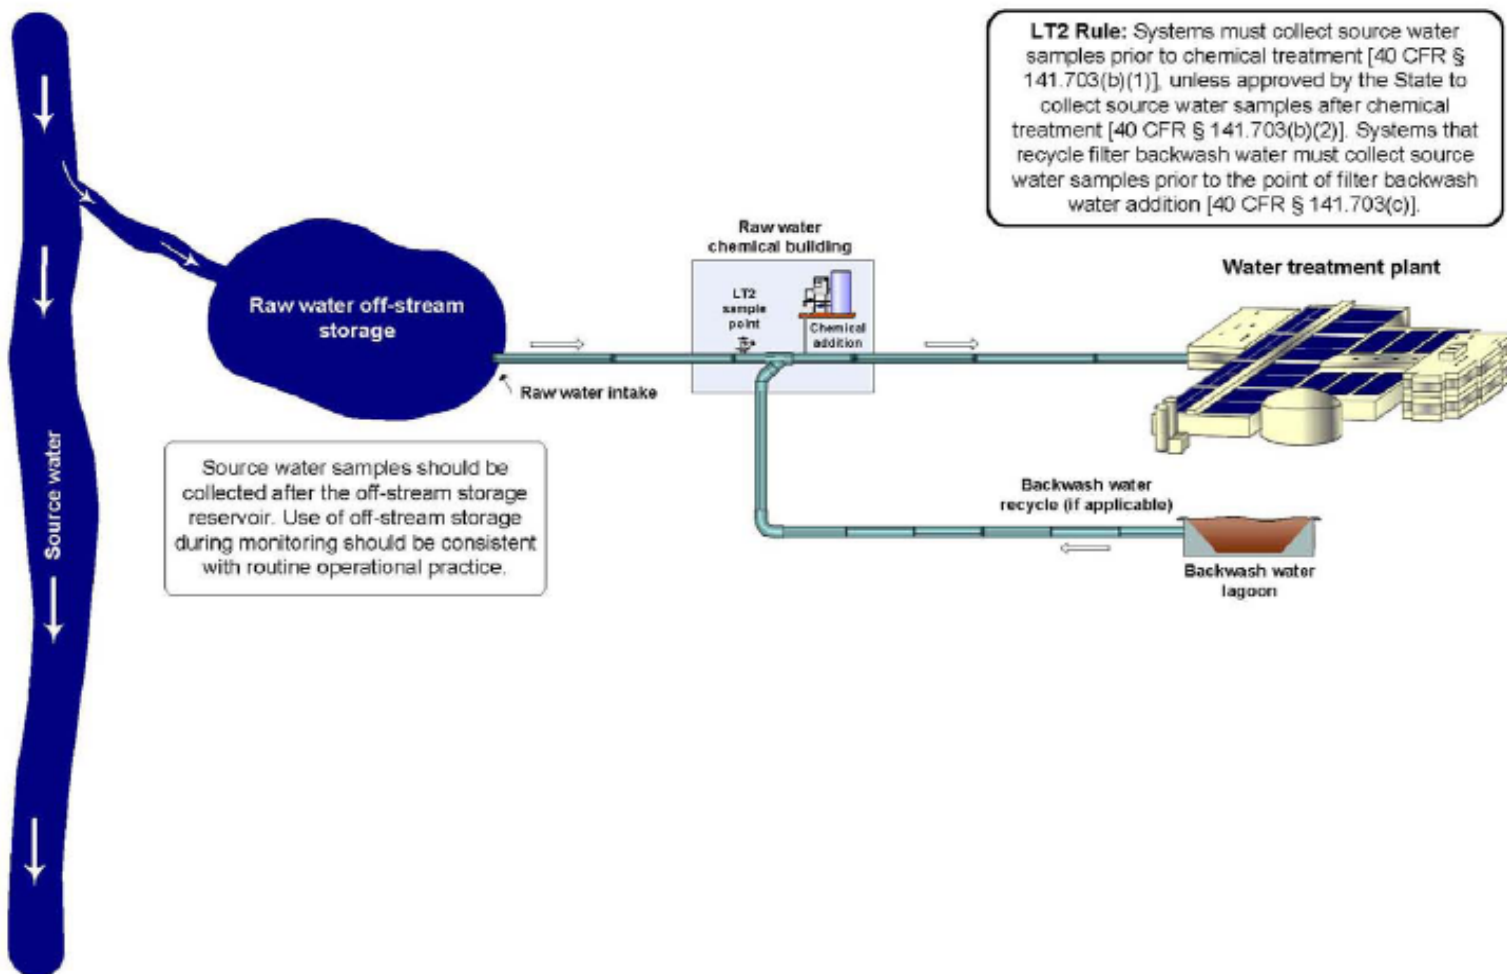 LT2 Rule: Systems must collect source water
samples prior to chemical treatment [40 CFR §
141.703(b)(1)], unless approved by the State to
collect source water samples after chemical
treatment [40 CFR § 141.703(b)(2)]. Systems that
recycle filter backwash water must collect source
water samples prior to the point of filter backwash
water addition [40 CFR § 141.703(c)].
Raw water
chemical building
Water treatment plant
Raw water off-stream
storage
LT2
sample
point
Chemical
addition
Raw water intake
Source water
Source water samples should be
collected after the off-stream storage
reservoir. Use of off-stream storage
during monitoring should be consistent
with routine operational practice.
Backwash water
recycle (if applicable)
Backwash water
lagoon